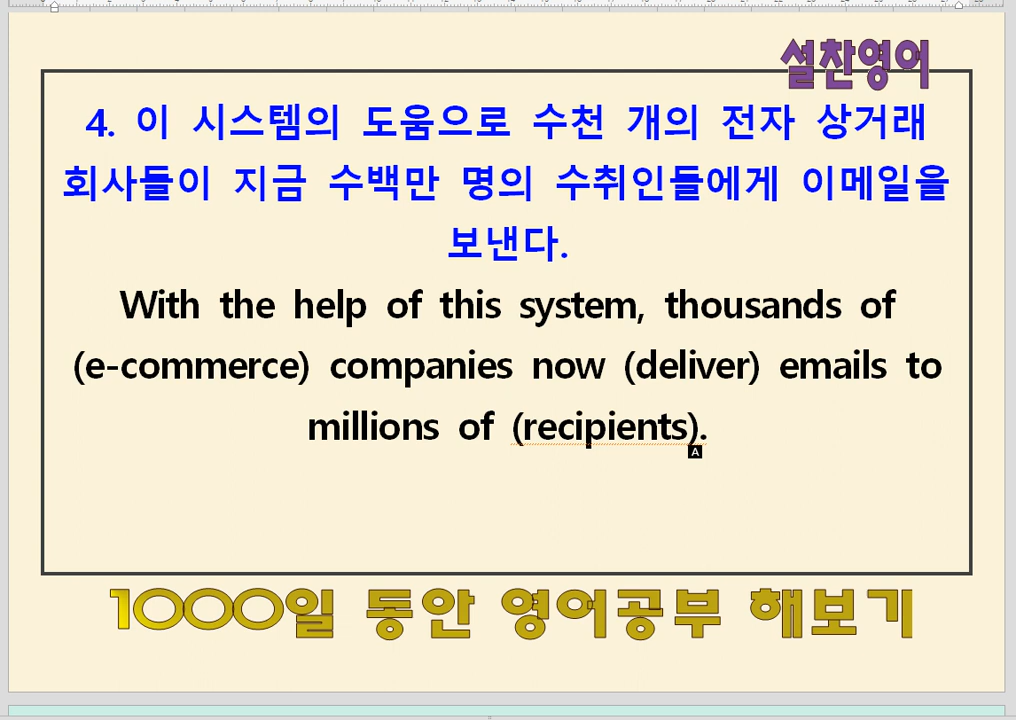 설찬영어
4. 이 시스템의 도움으로 수천 개의 전자 상거래
회사들이 지금 수백만 명의 수취인들에게 이메일을
보낸다.
With the help of this system, thousands of
(e-commerce) companies now (deliver) emails to
millions of (recipients).
A
1000일 동안 영어공부 해보기